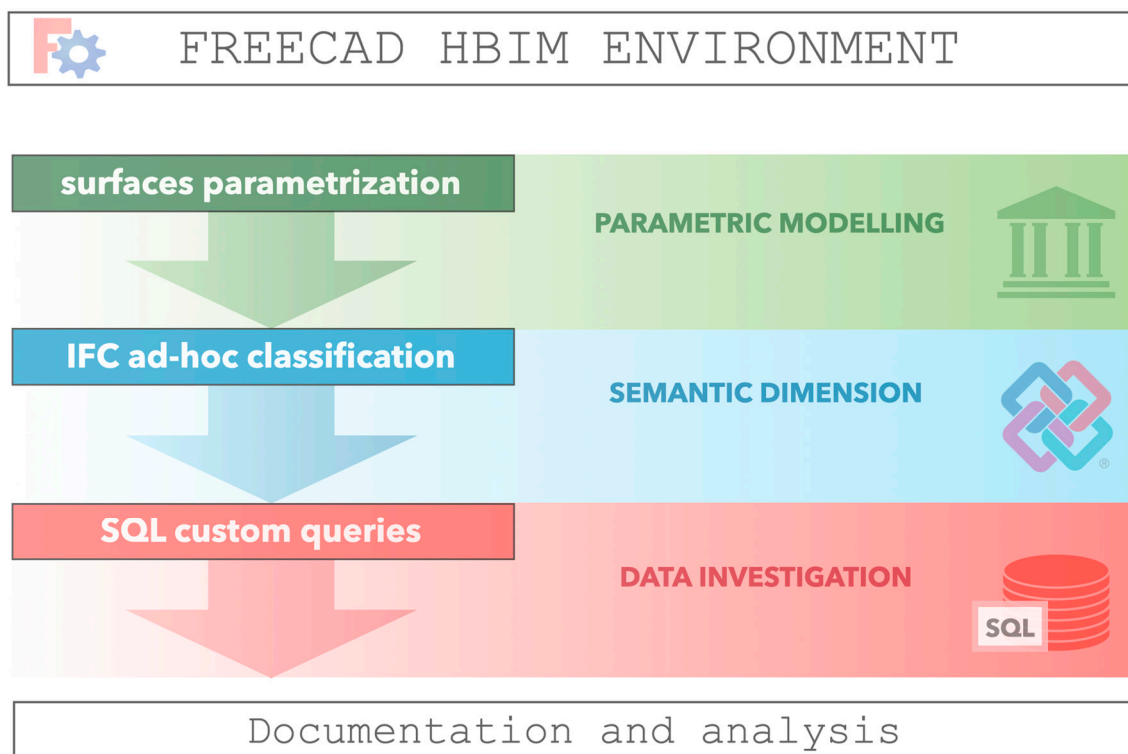 FREECAD HBIM ENVIRONMENT
surfaces parametrization
PARAMETRIC MODELLING
IFC ad-hoc classification
SEMANTIC DIMENSION
®
SQL custom queries
DATA INVESTIGATION
SQL
Documentation and analysis